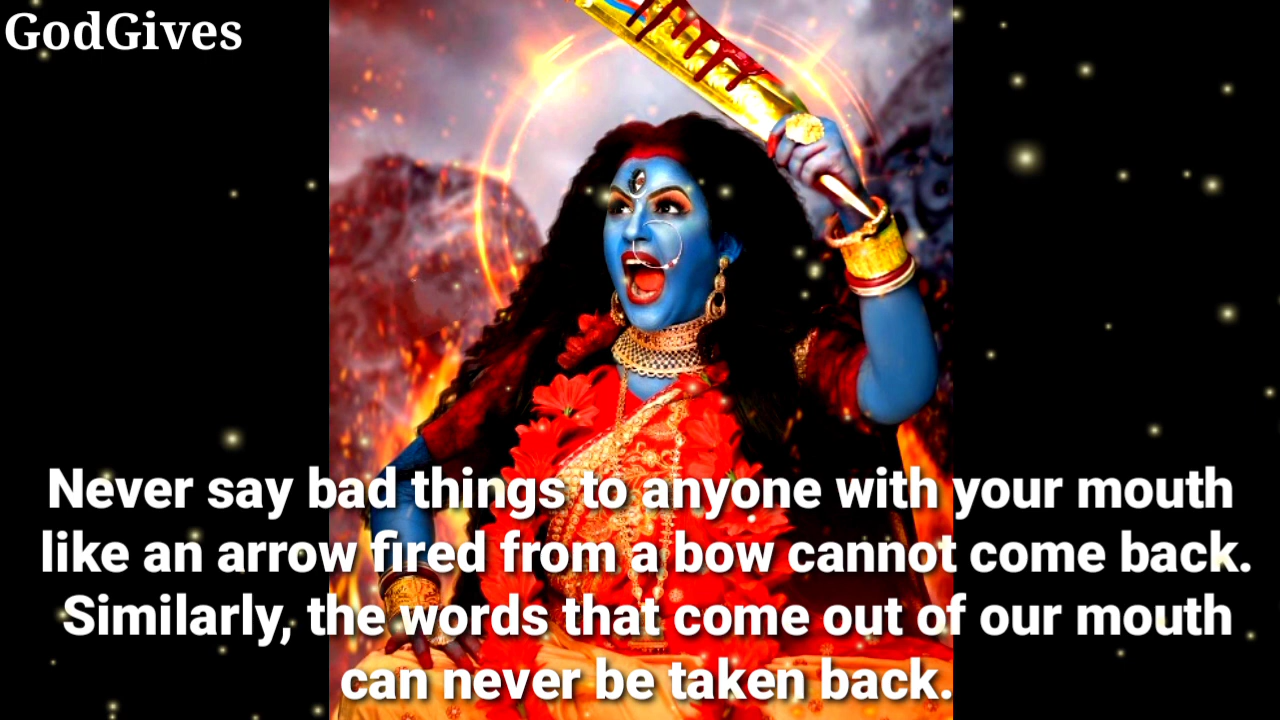 GodGives
Never say bad things to anyone with your mouth
like an arrow fired from a bow cannot come back.
Similarly, the words that come out of our mouth
can never be taken back.